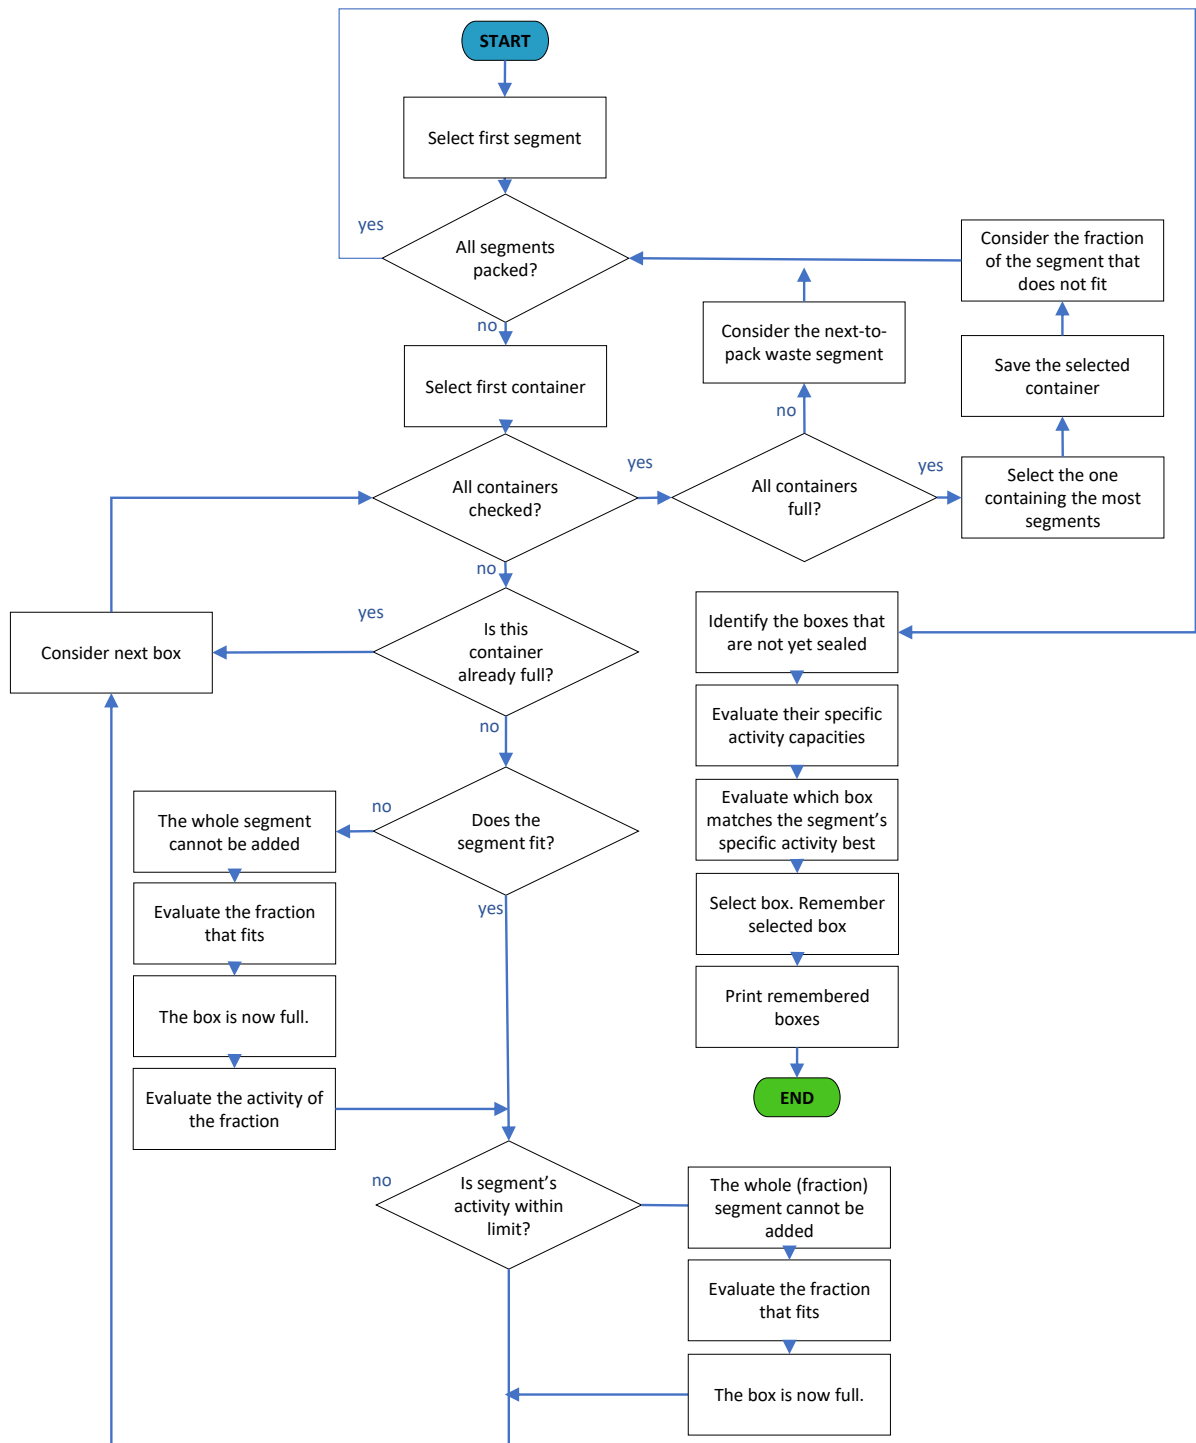 START
Select first segment
yes
All segments
packed?
no
Select first container
All containers
checked?
yes
no
Consider the next-to-
pack waste segment
no
All containers
full?
yes
Consider the fraction
of the segment that
does not fit
Save the selected
container
Select the one
containing the most
segments
Consider next box
yes
Is this
container
already full?
no
Does the
segment fit?
no
yes
The whole segment
cannot be added
Evaluate the fraction
that fits
The box is now full.
Evaluate the activity of
the fraction
Identify the boxes that
are not yet sealed
Evaluate their specific
activity capacities
Evaluate which box
matches the segment’s
specific activity best
Select box. Remember
selected box
Print remembered
boxes
END
no
Is segment’s
activity within
limit?
The whole (fraction)
segment cannot be
added
Evaluate the fraction
that fits
The box is now full.